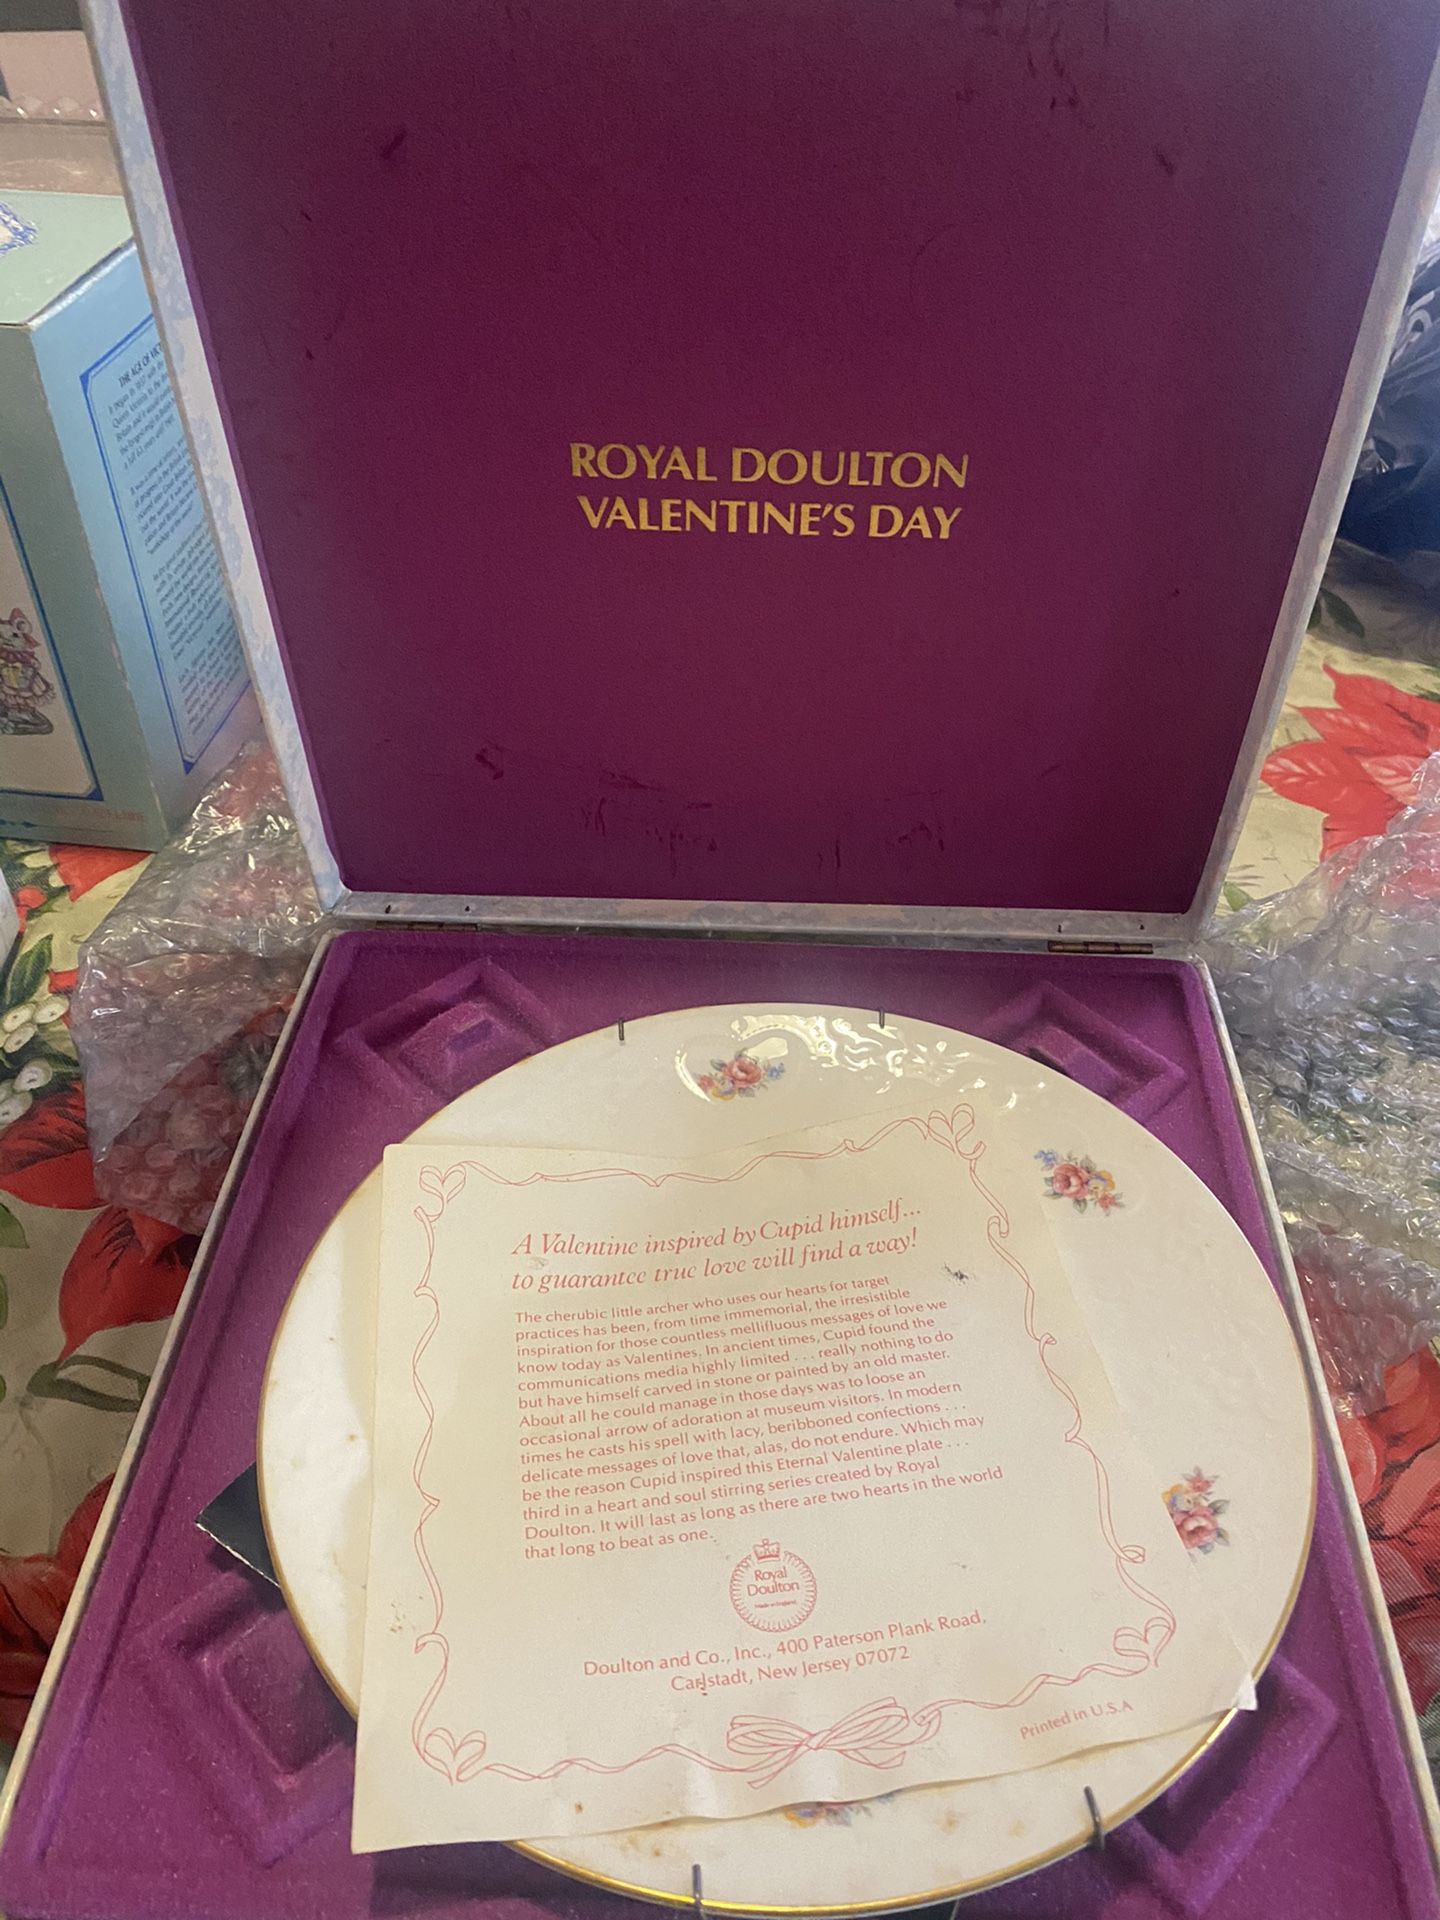 ROYAL DOULTON
VALENTINE'S DAY
THE AGE OF
A Valentine inspired by Cupid himself...
to guarantee true love will find a way!
The cherubic little archer who uses our hearts for target
practices has been, from time immemorial, the irresistible
inspiration for those countless mellifluous messages of love we
know today as Valentines. In ancient times, Cupid found the
communications media highly limited . . . really nothing to do
but have himself carved in stone or painted by an old master.
About all he could manage in those days was to loose an
occasional arrow of adoration at museum visitors. In modern
times he casts his spell with lacy, beribboned confections . . .
delicate messages of love that, alas, do not endure. Which may
be the reason Cupid inspired this Eternal Valentine plate . . .
third in a heart and soul stirring series created by Royal
Doulton. It will last as long as there are two hearts in the world
that long to beat as one.
Royal
Doulton
Made in England
Doulton and Co., Inc., 400 Paterson Plank Road,
Carlstadt, New Jersey 07072
Printed in U.S.A